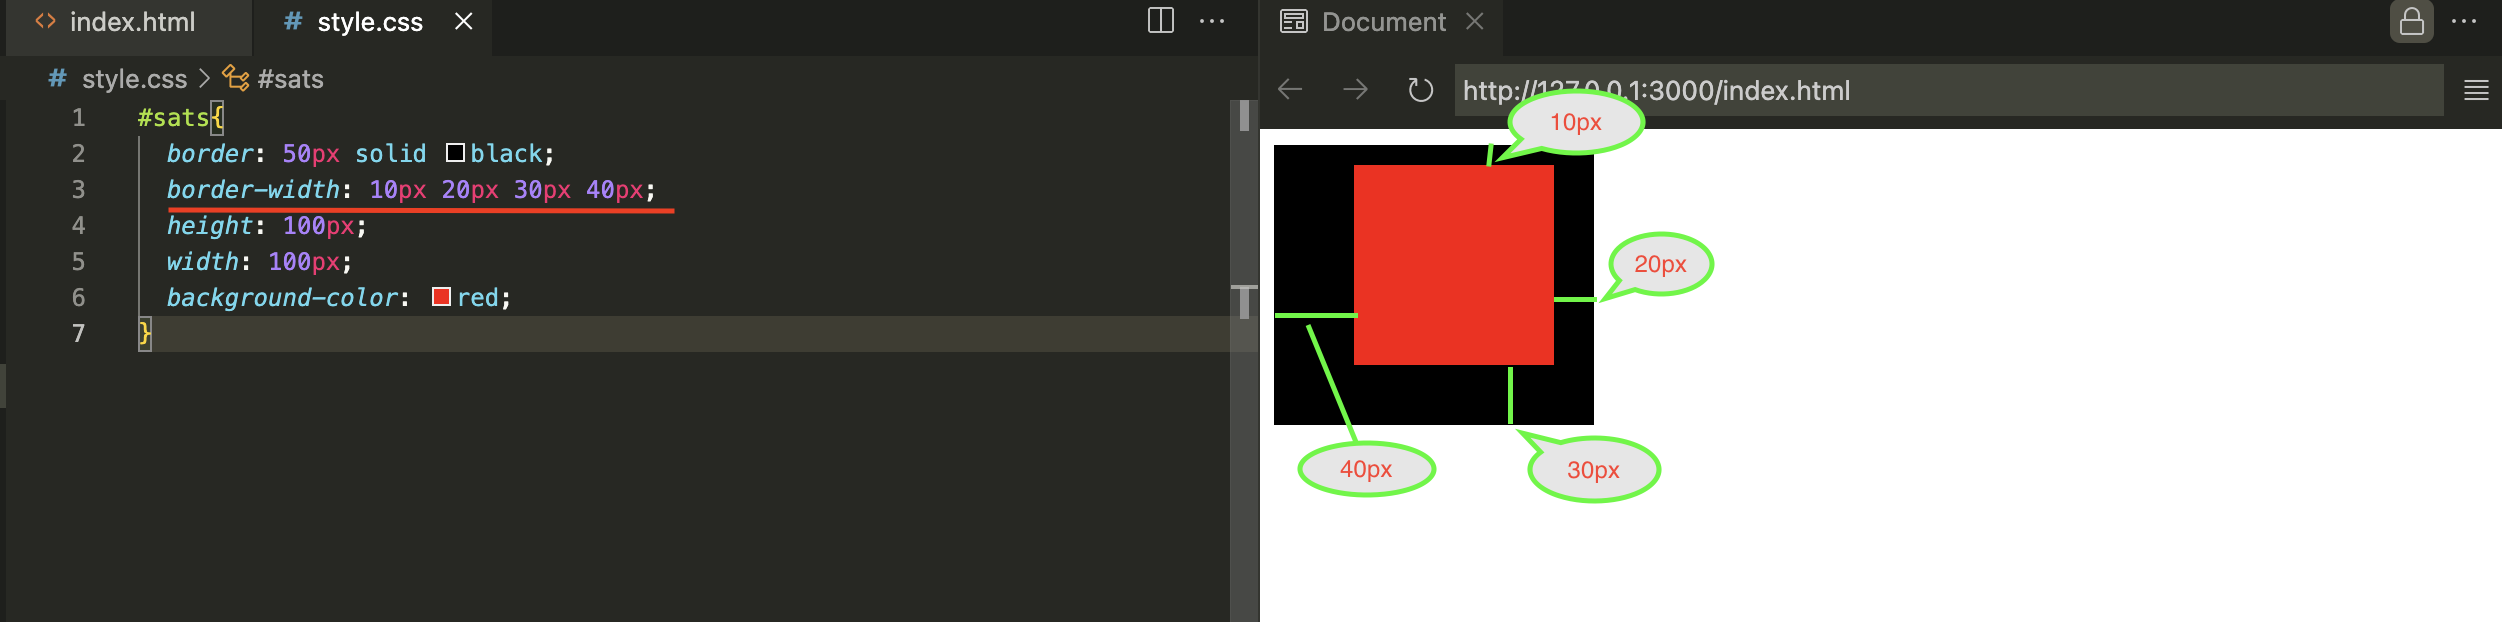 index.html
# style.css
# style.css > #sats
1 #sats{
2 border: 50px solid black;
3 border-width: 10px 20px 30px 40px;
4 height: 100px;
5 width: 100px;
6 background-color: red;
7 }
Document
http://127.0.0.1:3000/index.html
10px
20px
40px
30px